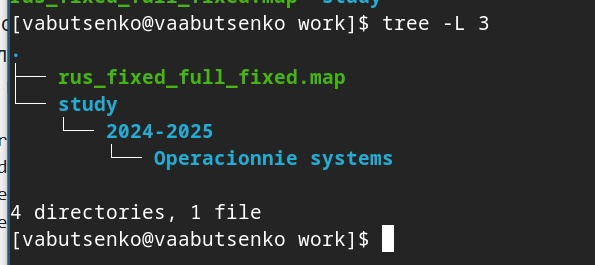 [vabutsenko@vaabutsenko work]$ tree -L 3
.
├── rus_fixed_full_fixed.map
└── study
    └── 2024-2025
        └── Operacionnie systems

4 directories, 1 file
[vabutsenko@vaabutsenko work]$